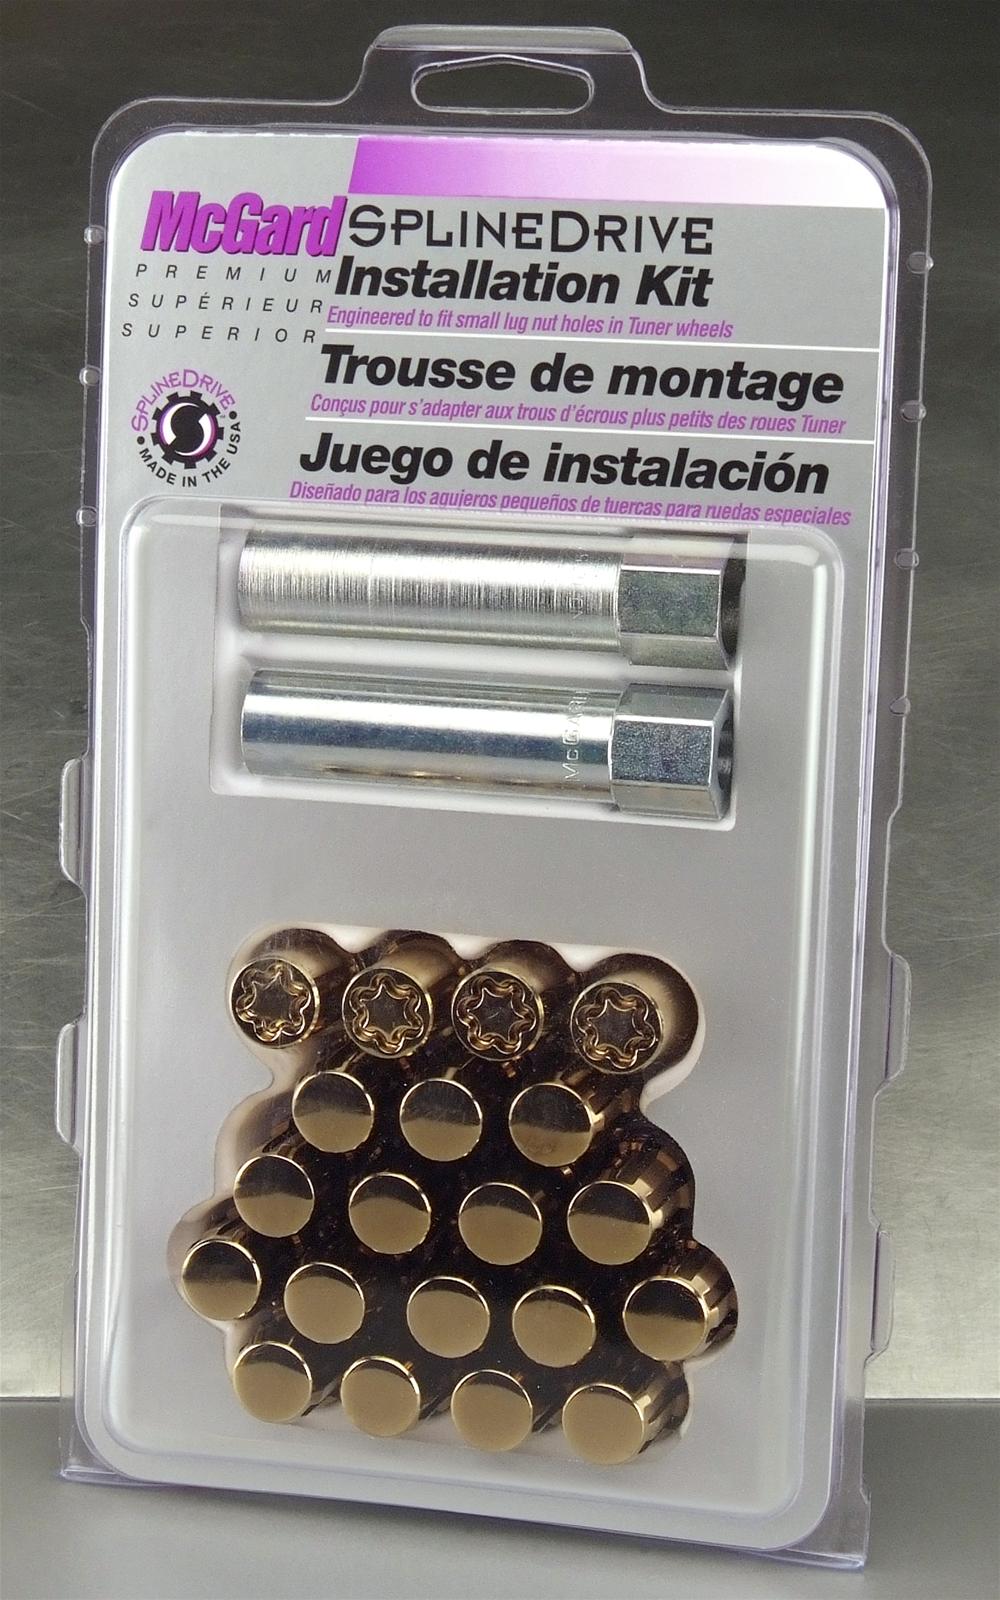 McGard SPLINEDRIVE
PREMIUM
SUPÉRIEUR
SUPERIOR
Installation Kit
Engineered to fit small lug nut holes in Tuner wheels
Trousse de montage
Conçus pour s'adapter aux trous d'écrous plus petits des roues Tuner
Juego de instalación
Diseñado para los agujeros pequeños de tuercas para ruedas especiales
SPLINEDRIVE
• MADE IN THE USA •
McGARD